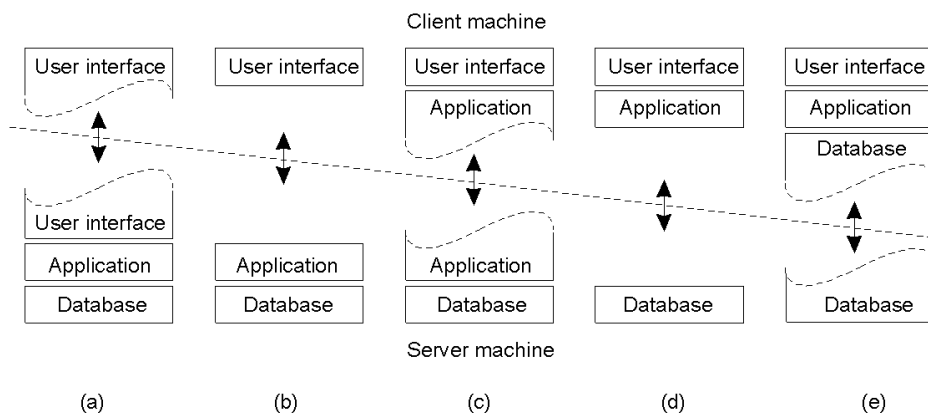 Client machine
User interface User interface User interface User interface User interface
Application Application Application
Database
User interface
Application Application Application
Database Database Database Database Database
Server machine
(a) (b) (c) (d) (e)